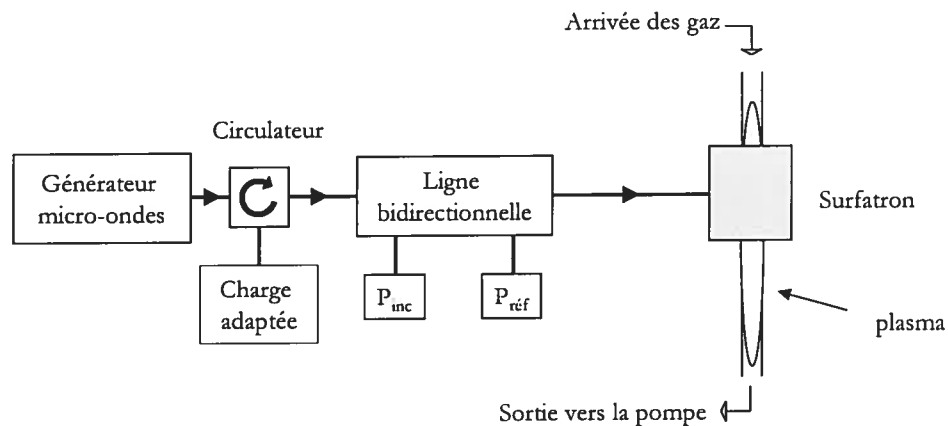 Arrivée des gaz
Circulateur
Générateur
micro-ondes
Ligne
bidirectionnelle
Surfatron
Charge
adaptée
P_inc
P_réf
plasma
Sortie vers la pompe